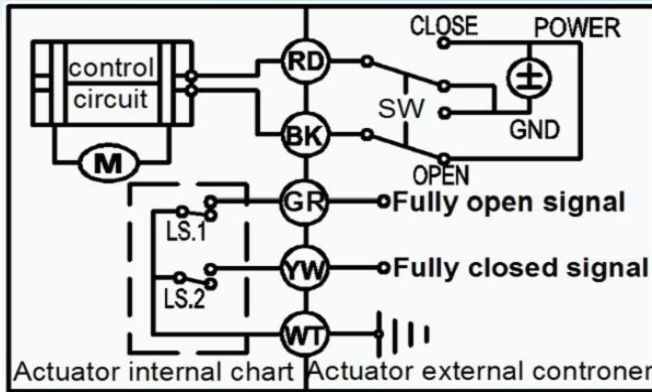 CLOSE POWER
control RD
circuit SW
BK GND
M OPEN
GR Fully open signal
LS.1
YW Fully closed signal
LS.2
WT
Actuator internal chart Actuator external controner